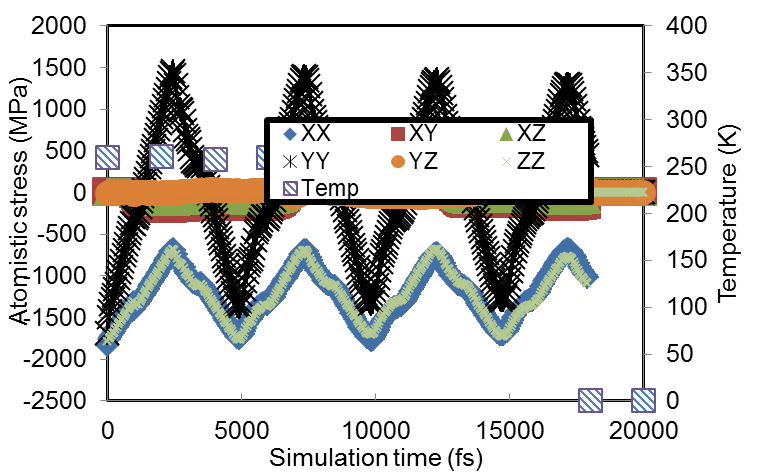 2000
1500
1000
500
0
-500
-1000
-1500
-2000
-2500
Atomistic stress (MPa)
400
350
300
250
200
150
100
50
0
Temperature (K)
XX XY XZ
YY YZ ZZ
Temp
0 5000 10000 15000 20000
Simulation time (fs)